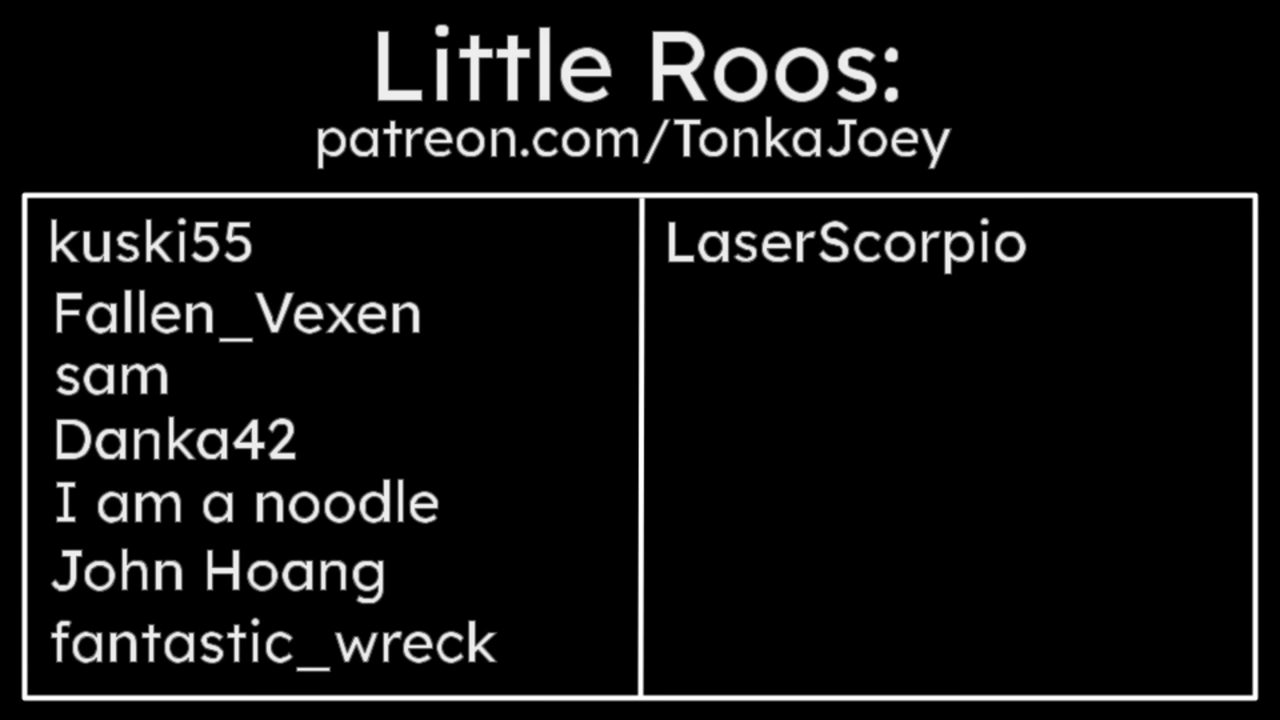 Little Roos:
patreon.com/TonkaJoey
kuski55
Fallen_Vexen
sam
Danka42
I am a noodle
John Hoang
fantastic_wreck
LaserScorpio